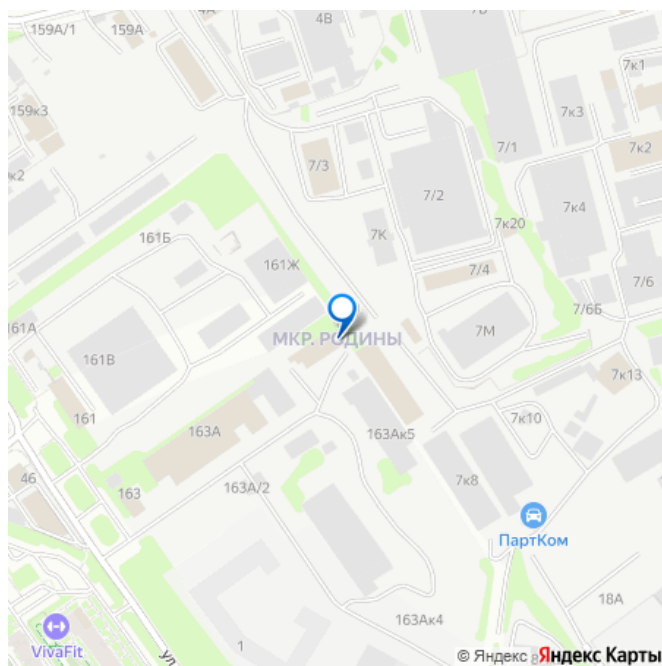 159А/1
159А
4А
4В
7к1
159к3
7к3
7/1
7к2
7/3
7/2
7к4
7К
7к20
161Б
161Ж
7/4
7/6
7/6Б
161А
МКР. РОДИНЫ
7М
161В
7к13
161
163А
163Ак5
7к10
46
163
163А/2
7к8
ПартКом
18А
163Ак4
1
VivaFit
ул
© Яндекс
Яндекс Карты